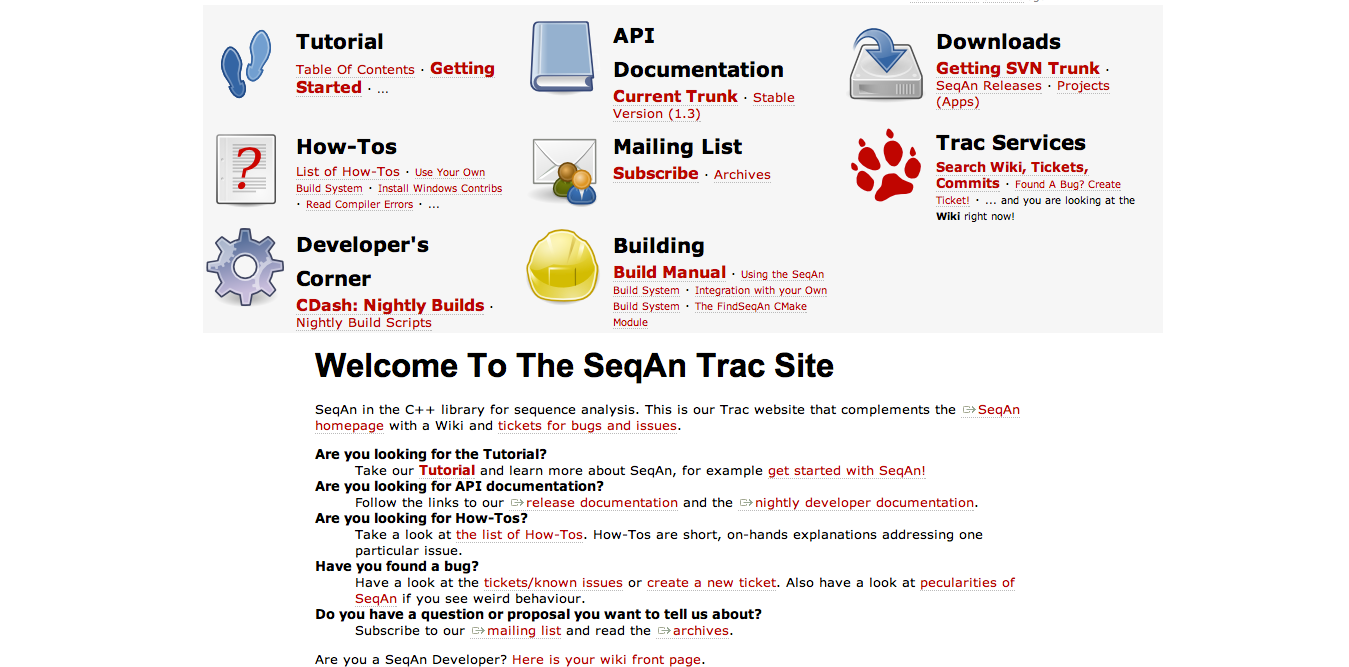 Tutorial
Table Of Contents · Getting
Started · ...
API
Documentation
Current Trunk · Stable
Version (1.3)
Downloads
Getting SVN Trunk ·
SeqAn Releases · Projects
(Apps)
How-Tos
List of How-Tos · Use Your Own
Build System · Install Windows Contribs
· Read Compiler Errors · ...
Mailing List
Subscribe · Archives
Trac Services
Search Wiki, Tickets,
Commits · Found A Bug? Create
Ticket! · ... and you are looking at the
Wiki right now!
Developer's
Corner
CDash: Nightly Builds ·
Nightly Build Scripts
Building
Build Manual · Using the SeqAn
Build System · Integration with your Own
Build System · The FindSeqAn CMake
Module
Welcome To The SeqAn Trac Site
SeqAn in the C++ library for sequence analysis. This is our Trac website that complements the SeqAn
homepage with a Wiki and tickets for bugs and issues.
Are you looking for the Tutorial?
Take our Tutorial and learn more about SeqAn, for example get started with SeqAn!
Are you looking for API documentation?
Follow the links to our release documentation and the nightly developer documentation.
Are you looking for How-Tos?
Take a look at the list of How-Tos. How-Tos are short, on-hands explanations addressing one
particular issue.
Have you found a bug?
Have a look at the tickets/known issues or create a new ticket. Also have a look at pecularities of
SeqAn if you see weird behaviour.
Do you have a question or proposal you want to tell us about?
Subscribe to our mailing list and read the archives.
Are you a SeqAn Developer? Here is your wiki front page.